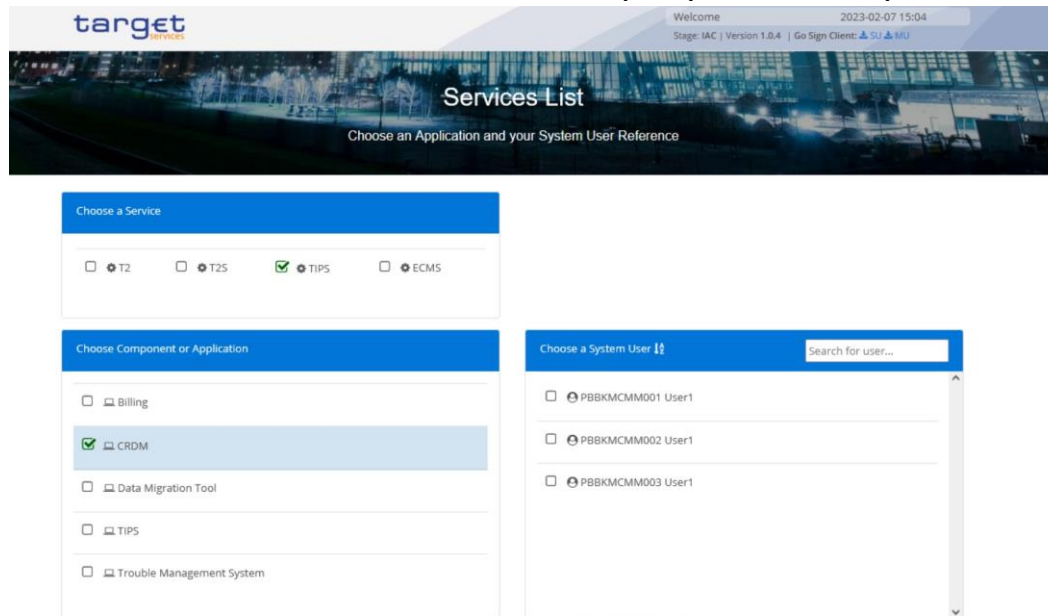 target
services
Welcome 2023-02-07 15:04
Stage: IAC | Version 1.0.4 | Go Sign Client: SU MU
Services List
Choose an Application and your System User Reference
Choose a Service
T2 T2S TIPS ECMS
Choose Component or Application
Billing
CRDM
Data Migration Tool
TIPS
Trouble Management System
Choose a System User
Search for user...
PBBKMCMM001 User1
PBBKMCMM002 User1
PBBKMCMM003 User1